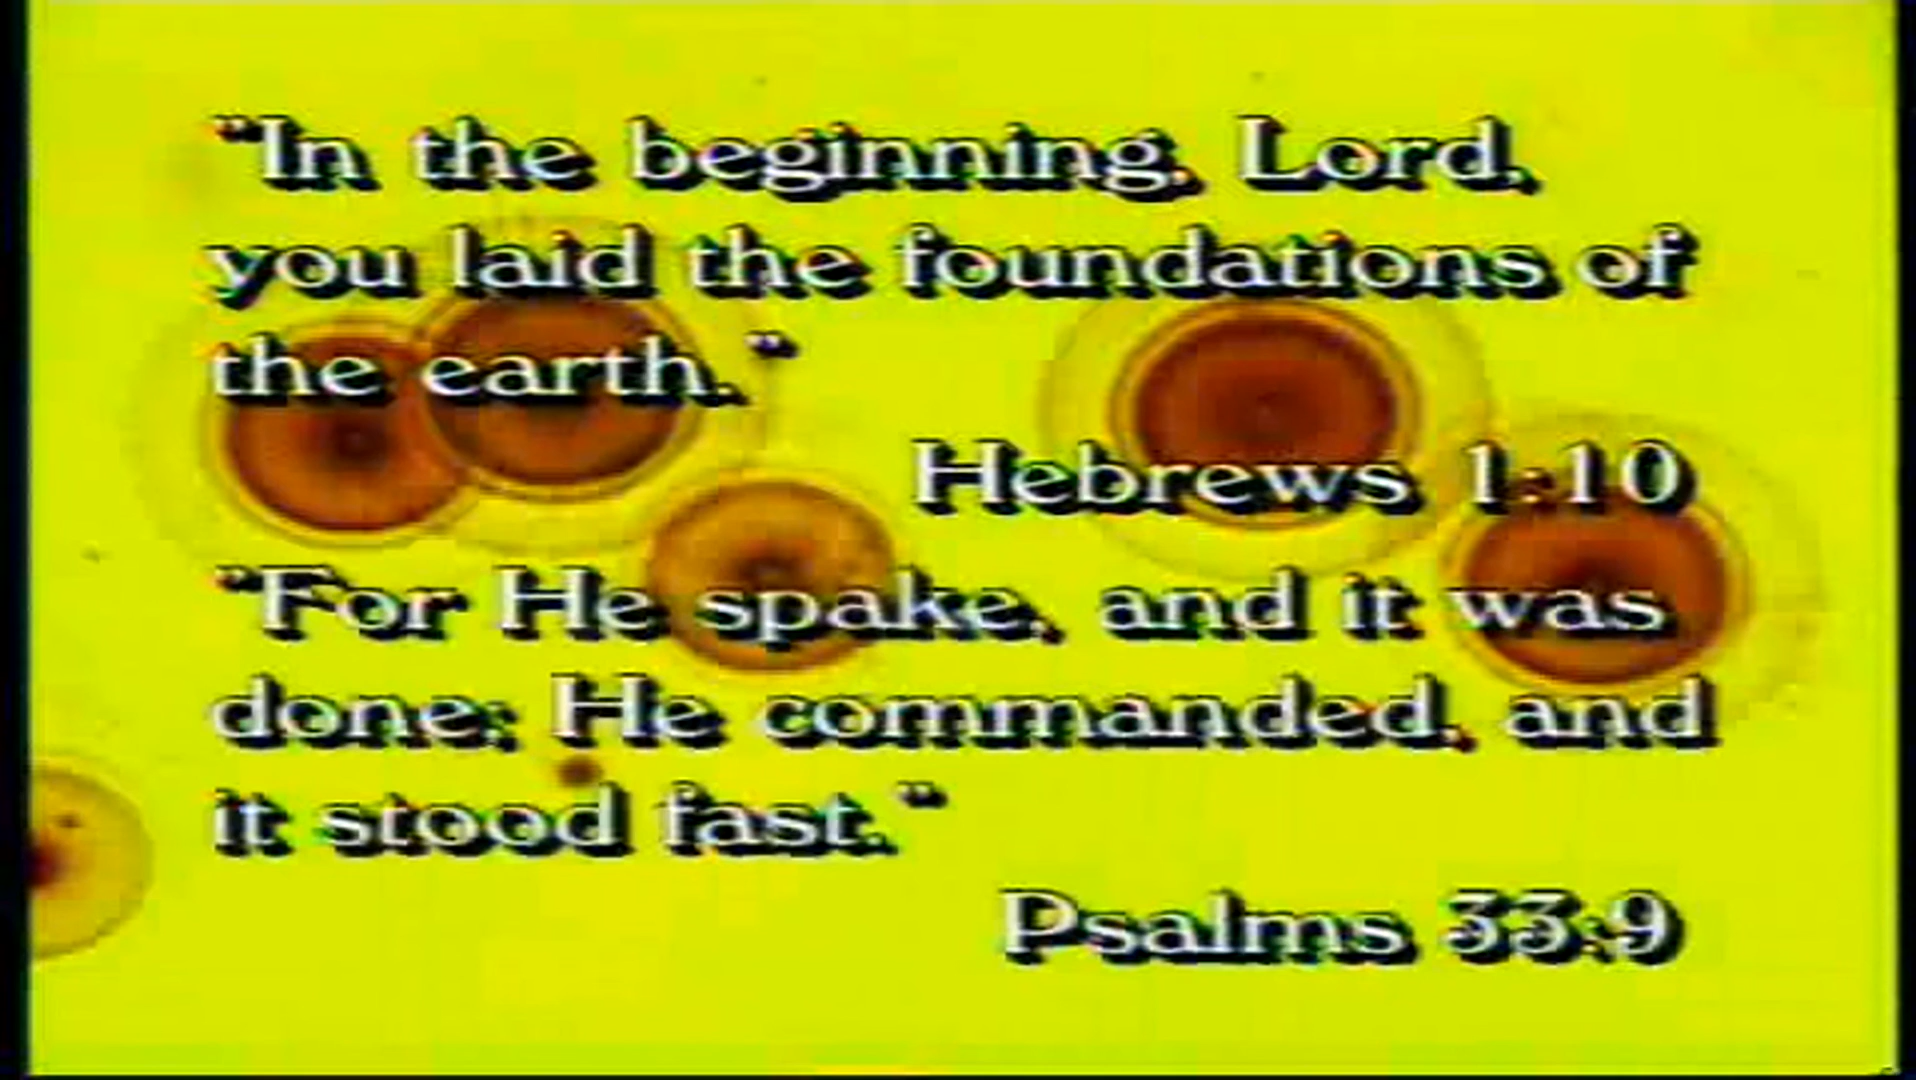 "In the beginning, Lord,
you laid the foundations of
the earth."
Hebrews 1:10
"For He spake, and it was
done; He commanded, and
it stood fast."
Psalms 33:9